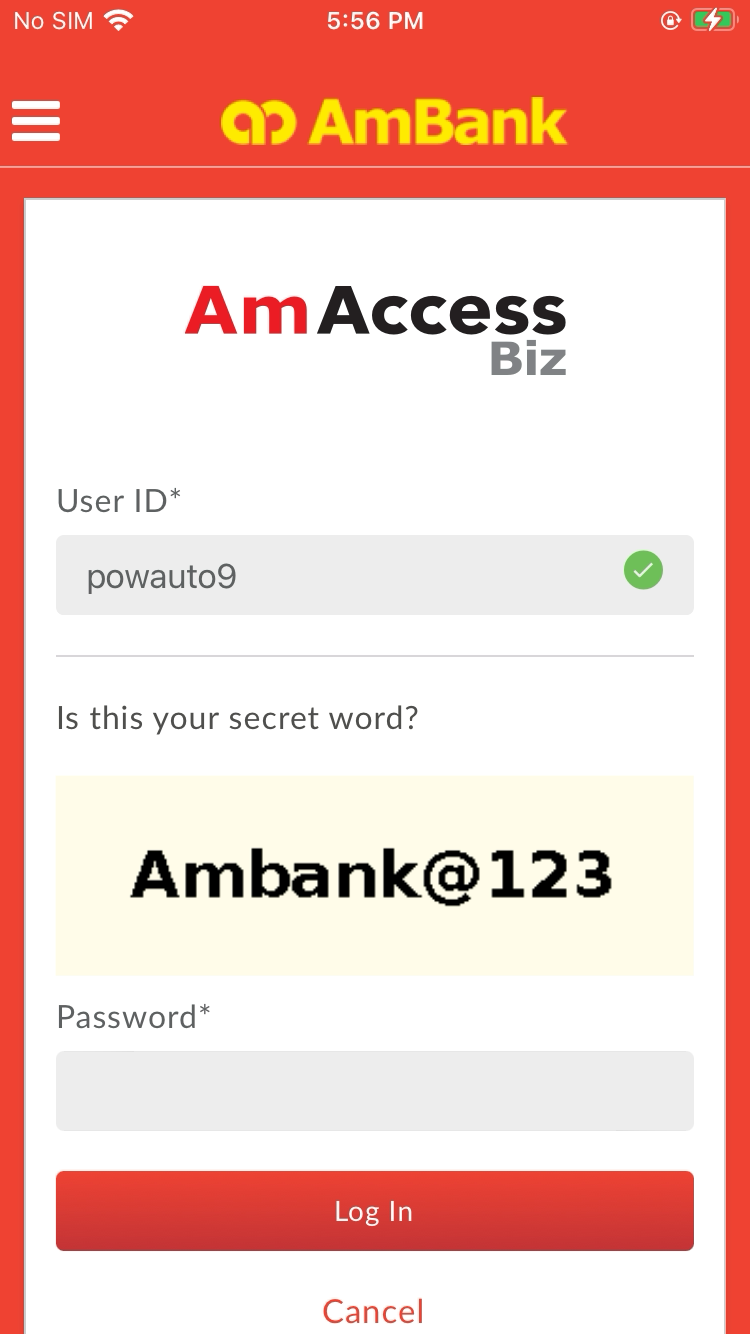 No SIM 5:56 PM
AmBank
AmAccess
Biz
User ID*
powauto9
Is this your secret word?
Ambank@123
Password*
Log In
Cancel